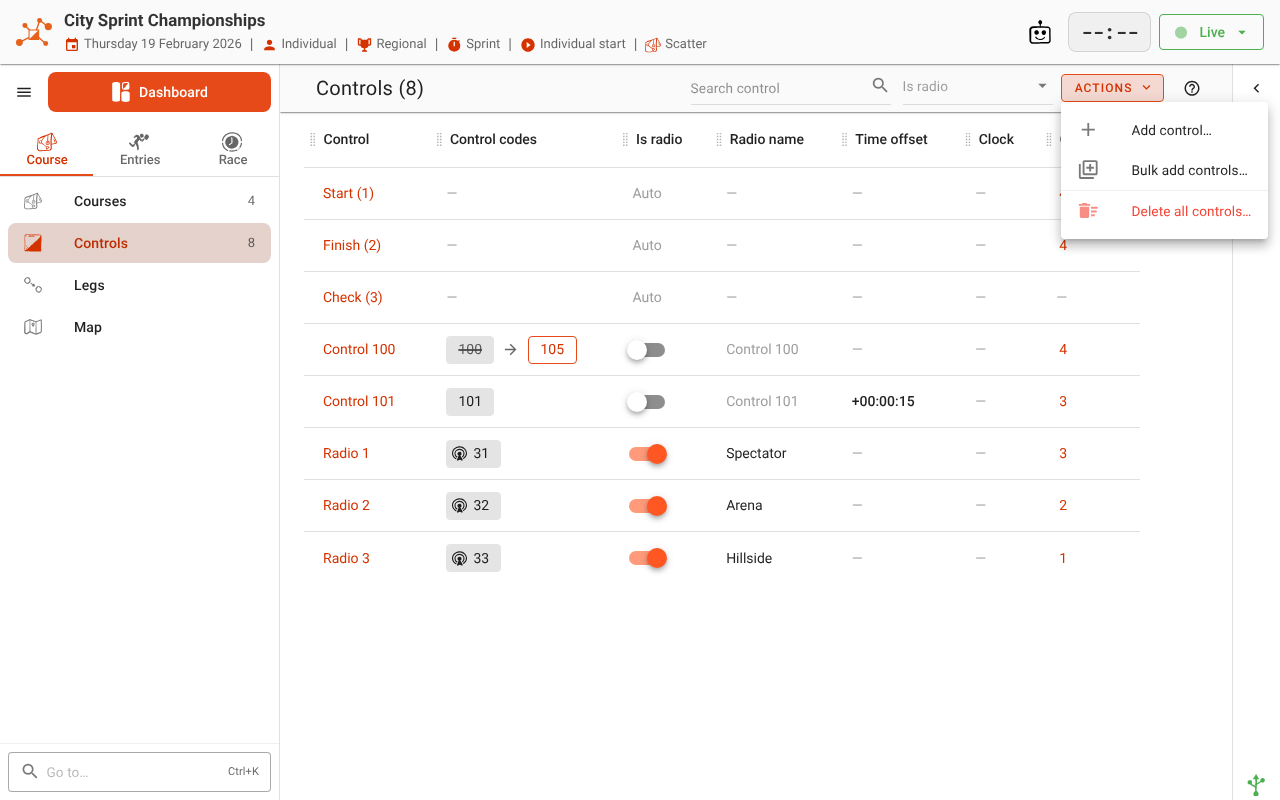 City Sprint Championships
Thursday 19 February 2026 | Individual | Regional | Sprint | Individual start | Scatter
--:--
Live
Dashboard
Course
Entries
Race
Courses 4
Controls 8
Legs
Map
Go to… Ctrl+K
Controls (8)
Search control
Is radio
ACTIONS
Add control…
Bulk add controls…
Delete all controls…
Control Control codes Is radio Radio name Time offset Clock
Start (1) — Auto — — —
Finish (2) — Auto — — — 4
Check (3) — Auto — — — —
Control 100 100 → 105 Control 100 — — 4
Control 101 101 Control 101 +00:00:15 — 3
Radio 1 31 Spectator — — 3
Radio 2 32 Arena — — 2
Radio 3 33 Hillside — — 1